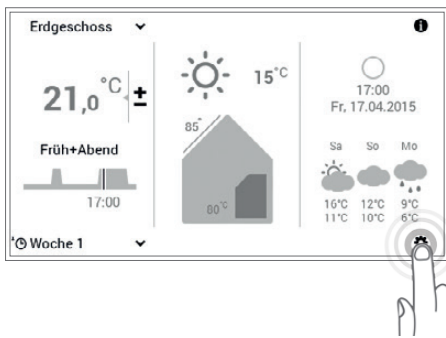 Erdgeschoss
21,0 °C ±
Früh+Abend
17:00
Woche 1
15°C
85°
80°C
i
17:00
Fr, 17.04.2015
Sa So Mo
16°C 12°C 9°C
11°C 10°C 6°C